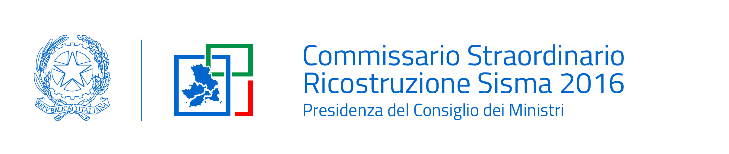 Commissario Straordinario
Ricostruzione Sisma 2016
Presidenza del Consiglio dei Ministri